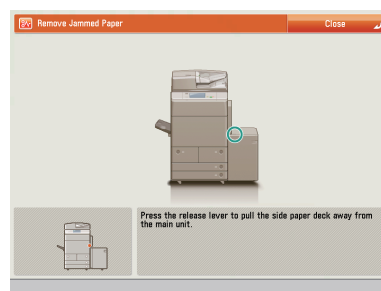 Remove Jammed Paper
Close
Press the release lever to pull the side paper deck away from
the main unit.